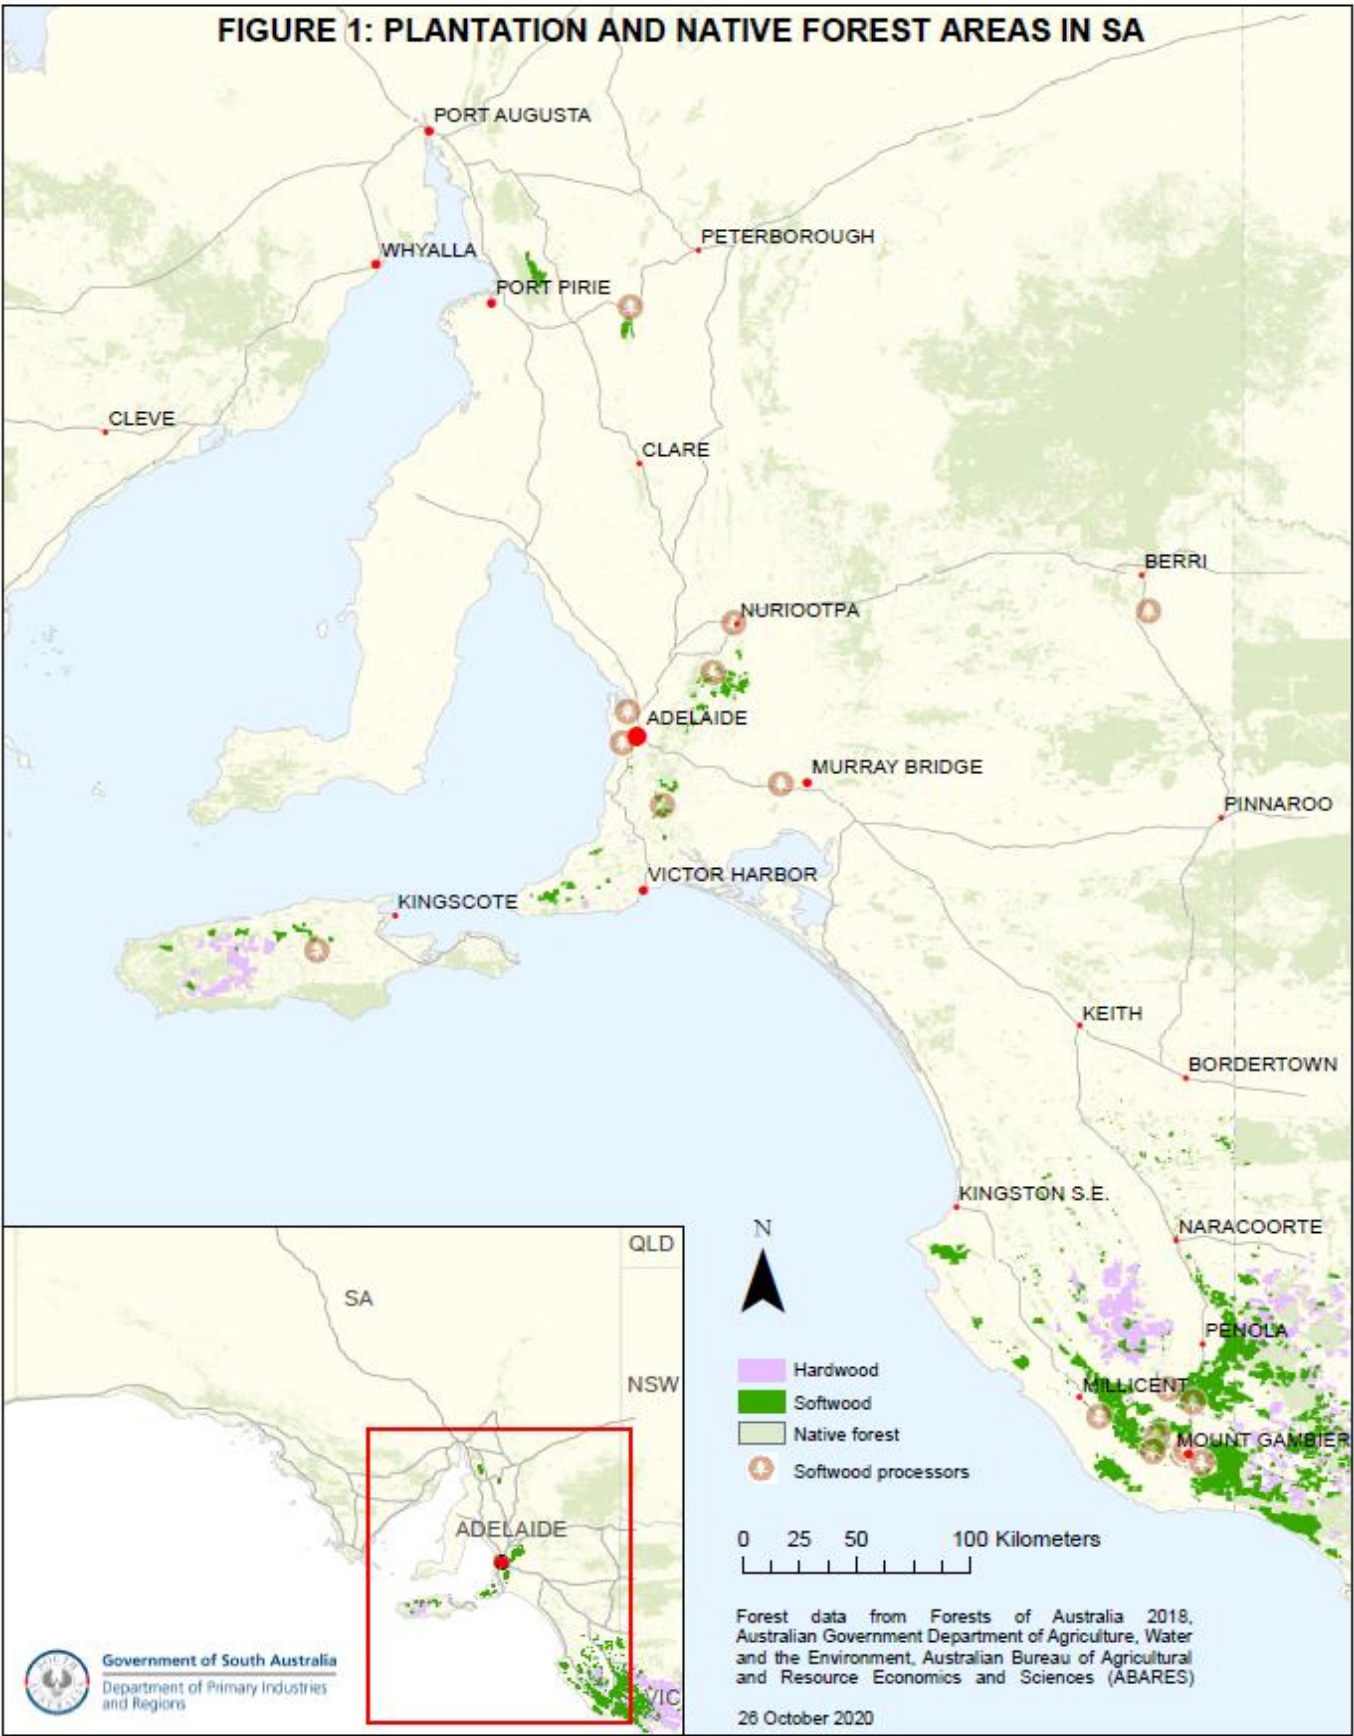 FIGURE 1: PLANTATION AND NATIVE FOREST AREAS IN SA
PORT AUGUSTA
PETERBOROUGH
WHYALLA
PORT PIRIE
CLEVE
CLARE
BERRI
NURIOOTPA
ADELAIDE
MURRAY BRIDGE
PINNAROO
VICTOR HARBOR
KINGSCOTE
KEITH
BORDERTOWN
KINGSTON S.E.
NARACOORTE
PENOLA
MILLICENT
MOUNT GAMBIER
N
Hardwood
Softwood
Native forest
Softwood processors
0 25 50 100 Kilometers
Forest data from Forests of Australia 2018,
Australian Government Department of Agriculture, Water
and the Environment, Australian Bureau of Agricultural
and Resource Economics and Sciences (ABARES)
26 October 2020
QLD
SA
NSW
ADELAIDE
VIC
Government of South Australia
Department of Primary Industries
and Regions